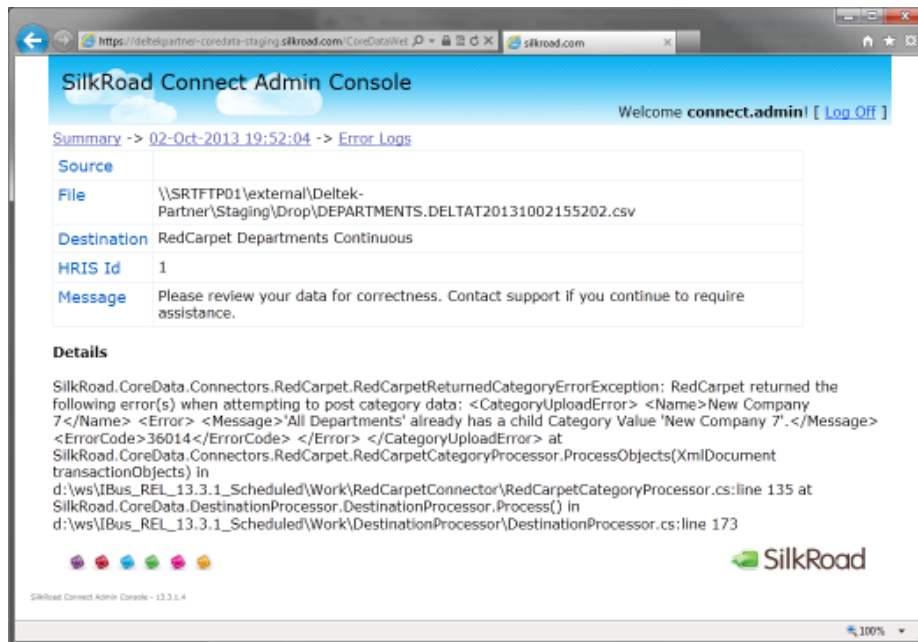 https://deltekpartner-coredata-staging.silkroad.com/CoreDataWet
silkroad.com
SilkRoad Connect Admin Console
Welcome connect.admin! [ Log Off ]
Summary -> 02-Oct-2013 19:52:04 -> Error Logs
Source
File
\\SRTFTP01\external\Deltek-
Partner\Staging\Drop\DEPARTMENTS.DELTAT20131002155202.csv
Destination RedCarpet Departments Continuous
HRIS Id 1
Message
Please review your data for correctness. Contact support if you continue to require
assistance.
Details
SilkRoad.CoreData.Connectors.RedCarpet.RedCarpetReturnedCategoryErrorException: RedCarpet returned the
following error(s) when attempting to post category data: <CategoryUploadError> <Name>New Company
7</Name> <Error> <Message>'All Departments' already has a child Category Value 'New Company 7'.</Message>
<ErrorCode>36014</ErrorCode> </Error> </CategoryUploadError> at
SilkRoad.CoreData.Connectors.RedCarpet.RedCarpetCategoryProcessor.ProcessObjects(XmlDocument
transactionObjects) in
d:\ws\IBus_REL_13.3.1_Scheduled\Work\RedCarpetConnector\RedCarpetCategoryProcessor.cs:line 135 at
SilkRoad.CoreData.DestinationProcessor.DestinationProcessor.Process() in
d:\ws\IBus_REL_13.3.1_Scheduled\Work\DestinationProcessor\DestinationProcessor.cs:line 173
SilkRoad
SilkRoad Connect Admin Console - 13.3.1.4
100%